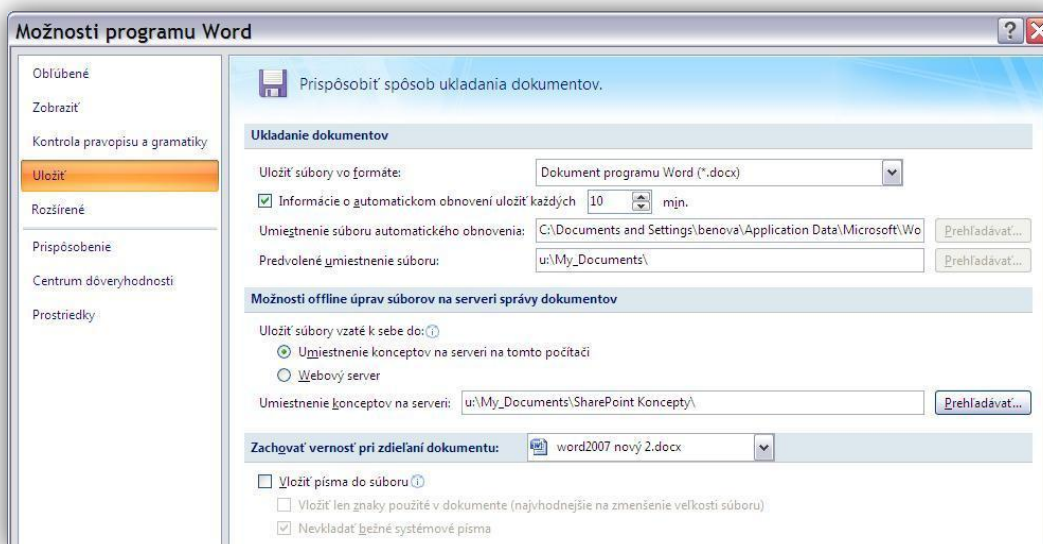 Možnosti programu Word
Obľúbené
Zobraziť
Kontrola pravopisu a gramatiky
Uložiť
Rozšírené
Prispôsobenie
Centrum dôveryhodnosti
Prostriedky
Prispôsobiť spôsob ukladania dokumentov.
Ukladanie dokumentov
Uložiť súbory vo formáte: Dokument programu Word (*.docx)
Informácie o automatickom obnovení uložiť každých 10 min.
Umiestnenie súboru automatického obnovenia: C:\Documents and Settings\benova\Application Data\Microsoft\Wo Prehľadávať...
Predvolené umiestnenie súboru: u:\My_Documents\ Prehľadávať...
Možnosti offline úprav súborov na serveri správy dokumentov
Uložiť súbory vzaté k sebe do:
Umiestnenie konceptov na serveri na tomto počítači
Webový server
Umiestnenie konceptov na serveri: u:\My_Documents\SharePoint Koncepty\ Prehľadávať...
Zachovať vernosť pri zdieľaní dokumentu: word2007 nový 2.docx
Vložiť písma do súboru
Vložiť len znaky použité v dokumente (najvhodnejšie na zmenšenie veľkosti súboru)
Nevkladať bežné systémové písma